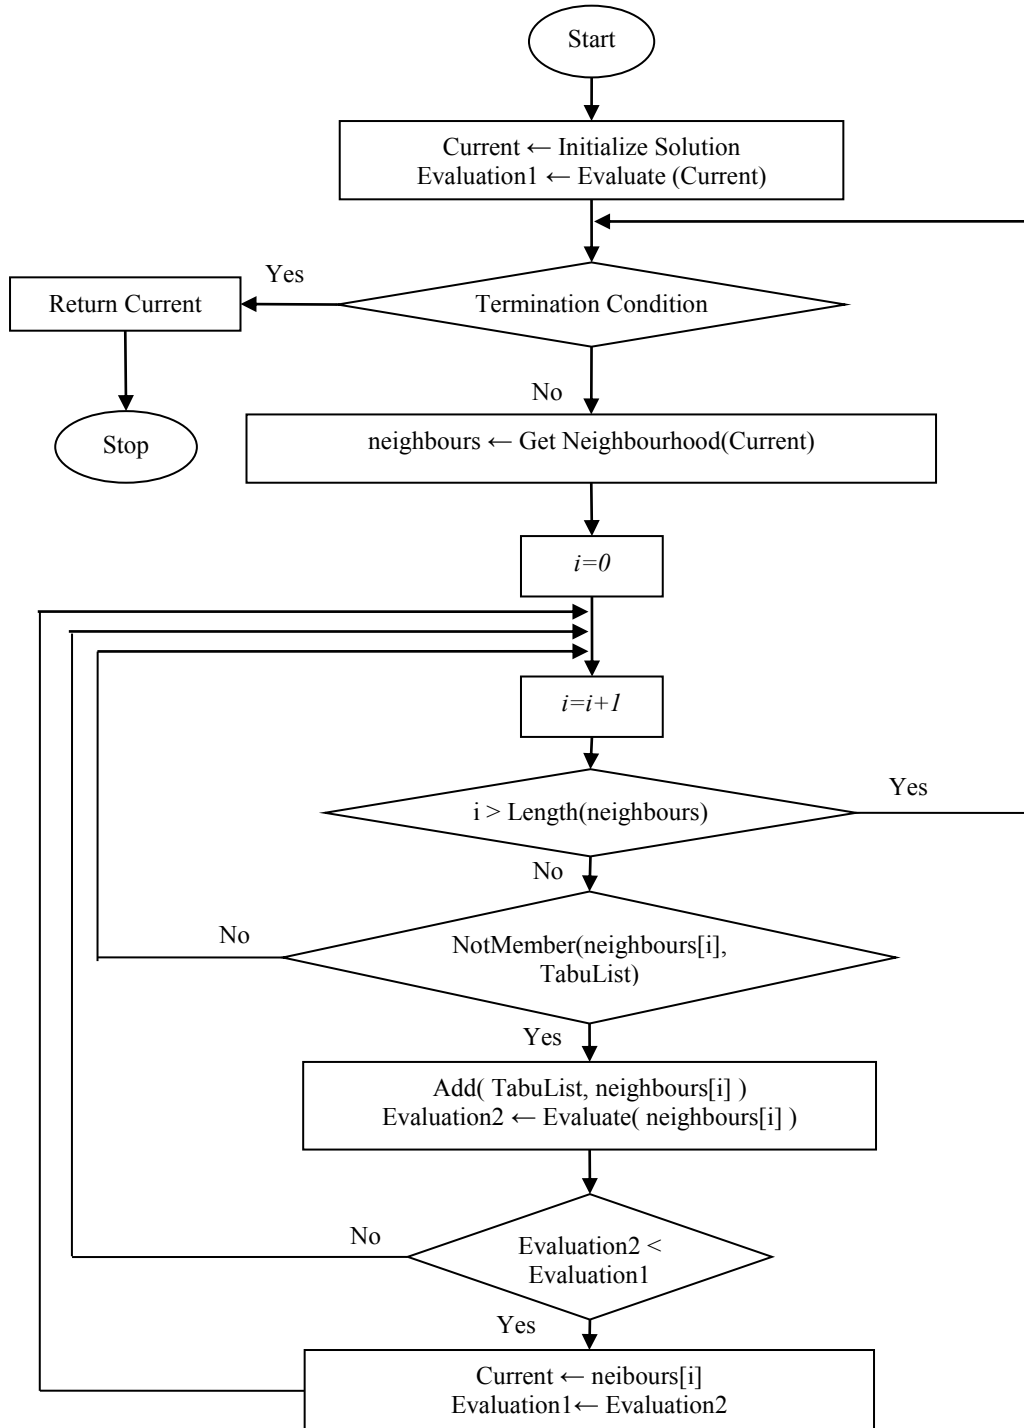 Start
Current ← Initialize Solution
Evaluation1 ← Evaluate (Current)
Yes
Return Current
Termination Condition
No
Stop
neighbours ← Get Neighbourhood(Current)
i=0
i=i+1
Yes
i > Length(neighbours)
No
No
NotMember(neighbours[i],
TabuList)
Yes
Add( TabuList, neighbours[i] )
Evaluation2 ← Evaluate( neighbours[i] )
No
Evaluation2 <
Evaluation1
Yes
Current ← neibours[i]
Evaluation1← Evaluation2